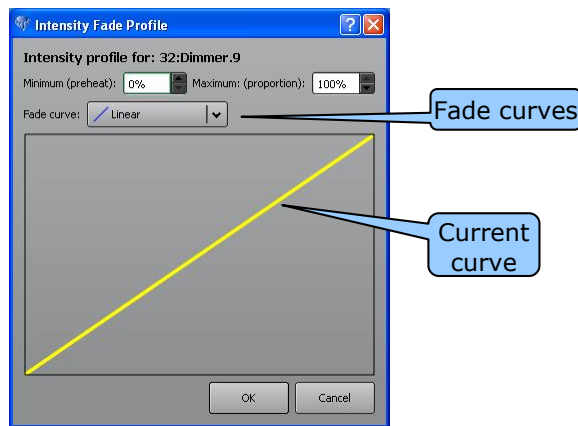 Intensity Fade Profile
Intensity profile for: 32:Dimmer.9
Minimum (preheat): 0% Maximum: (proportion): 100%
Fade curve: Linear
Fade curves
Current
curve
OK Cancel